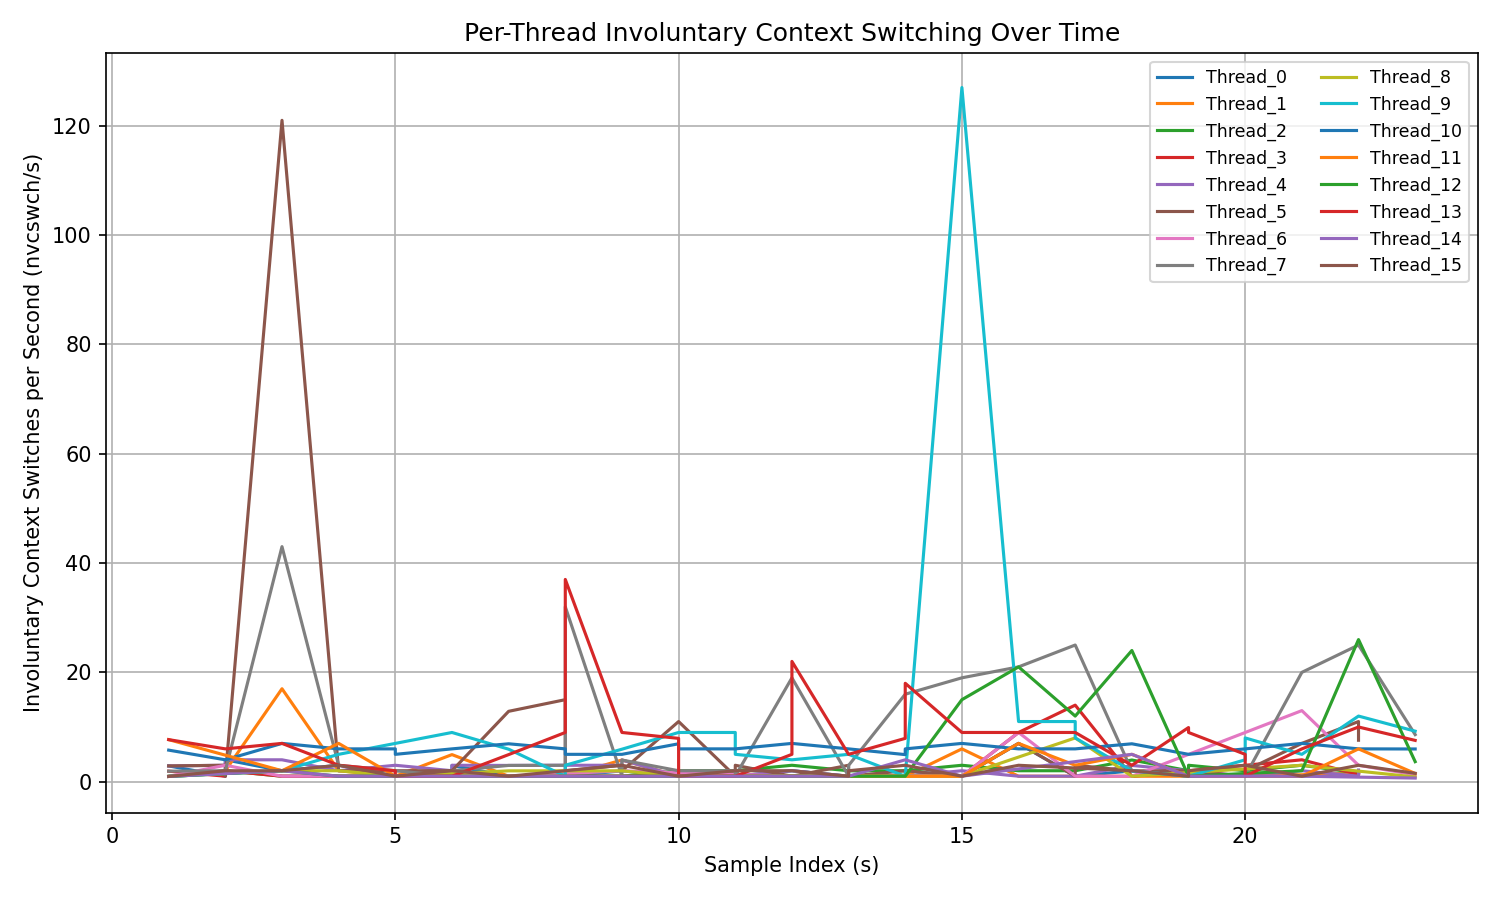 Per-Thread Involuntary Context Switching Over Time
Involuntary Context Switches per Second (nvcswch/s)
120
100
80
60
40
20
0
0
5
10
15
20
Sample Index (s)
Thread_0
Thread_1
Thread_2
Thread_3
Thread_4
Thread_5
Thread_6
Thread_7
Thread_8
Thread_9
Thread_10
Thread_11
Thread_12
Thread_13
Thread_14
Thread_15